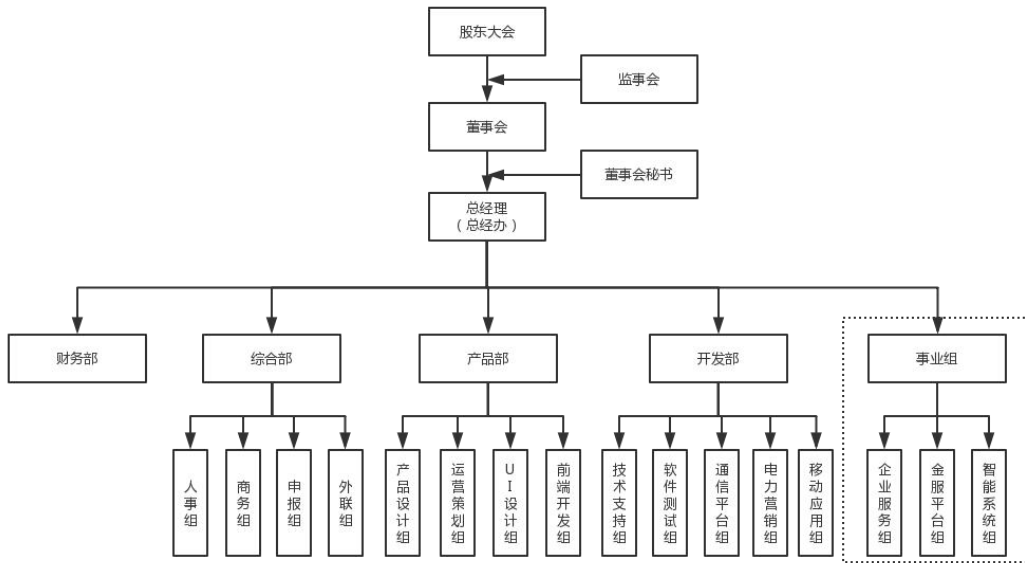 股东大会
监事会
董事会
董事会秘书
总经理
（总经办）
财务部
综合部
产品部
开发部
事业组
人事组
商务组
申报组
外联组
产品设计组
运营策划组
UI设计组
前端开发组
技术支持组
软件测试组
通信平台组
电力营销组
移动应用组
企业服务组
金服平台组
智能系统组